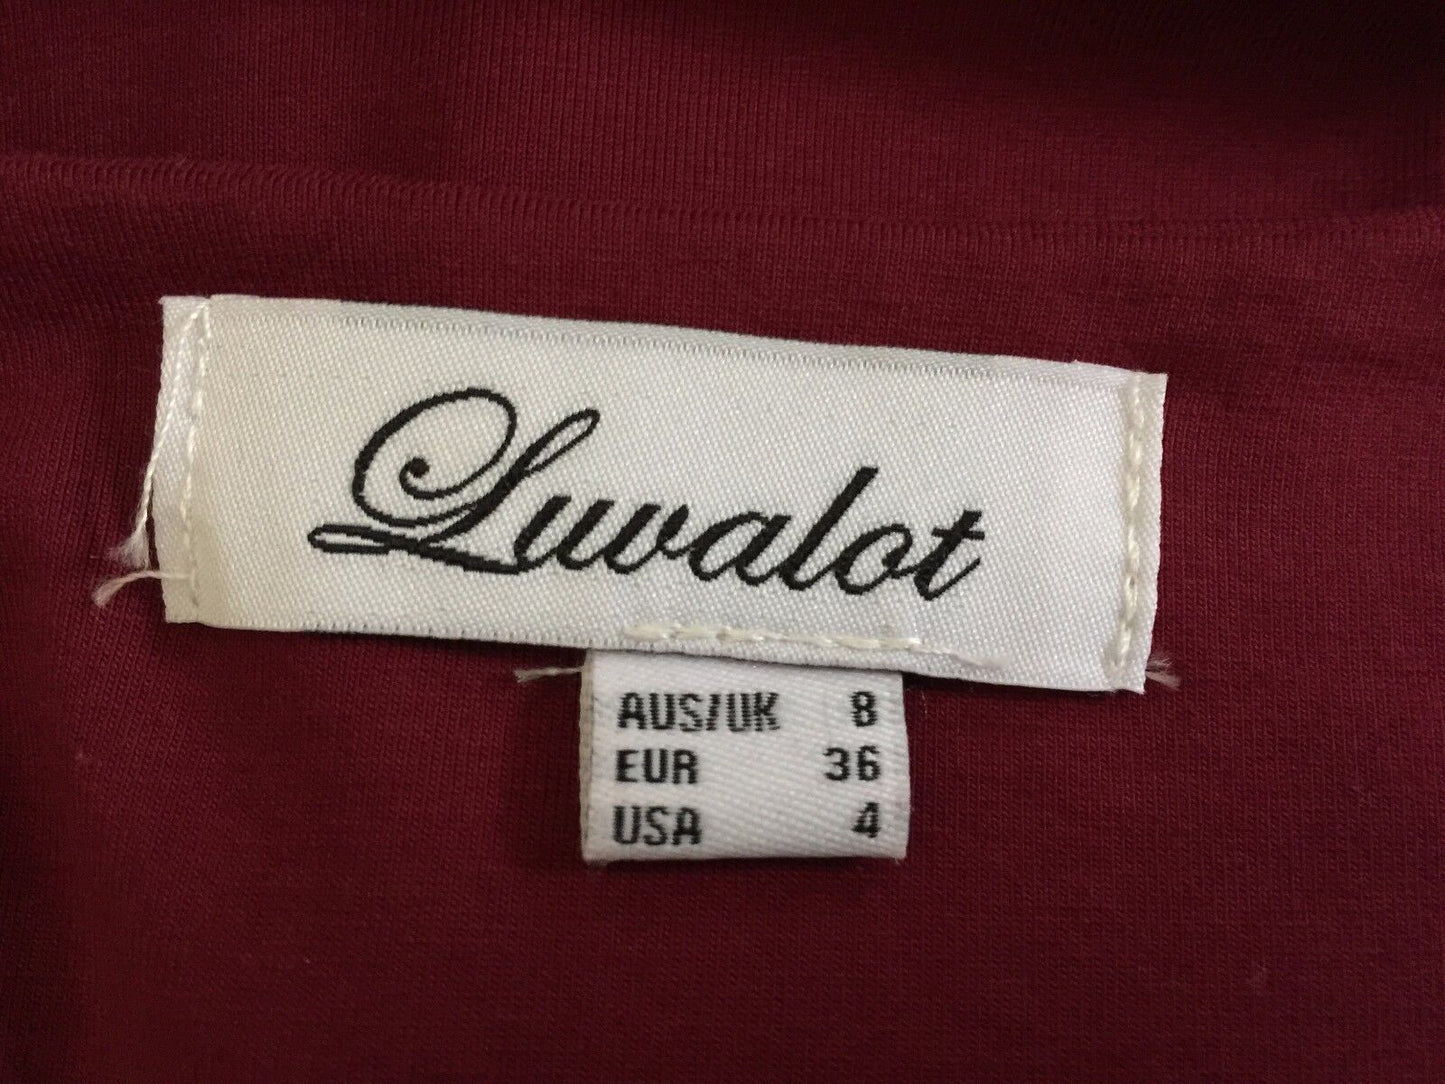 Luvalot
AUS/UK 8
EUR 36
USA 4